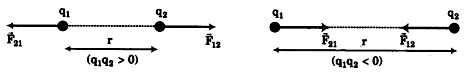 q₁ q₂ q₁ q₂
F⃗₂₁ r F⃗₁₂ F⃗₂₁ r F⃗₁₂
(q₁q₂ > 0) (q₁q₂ < 0)